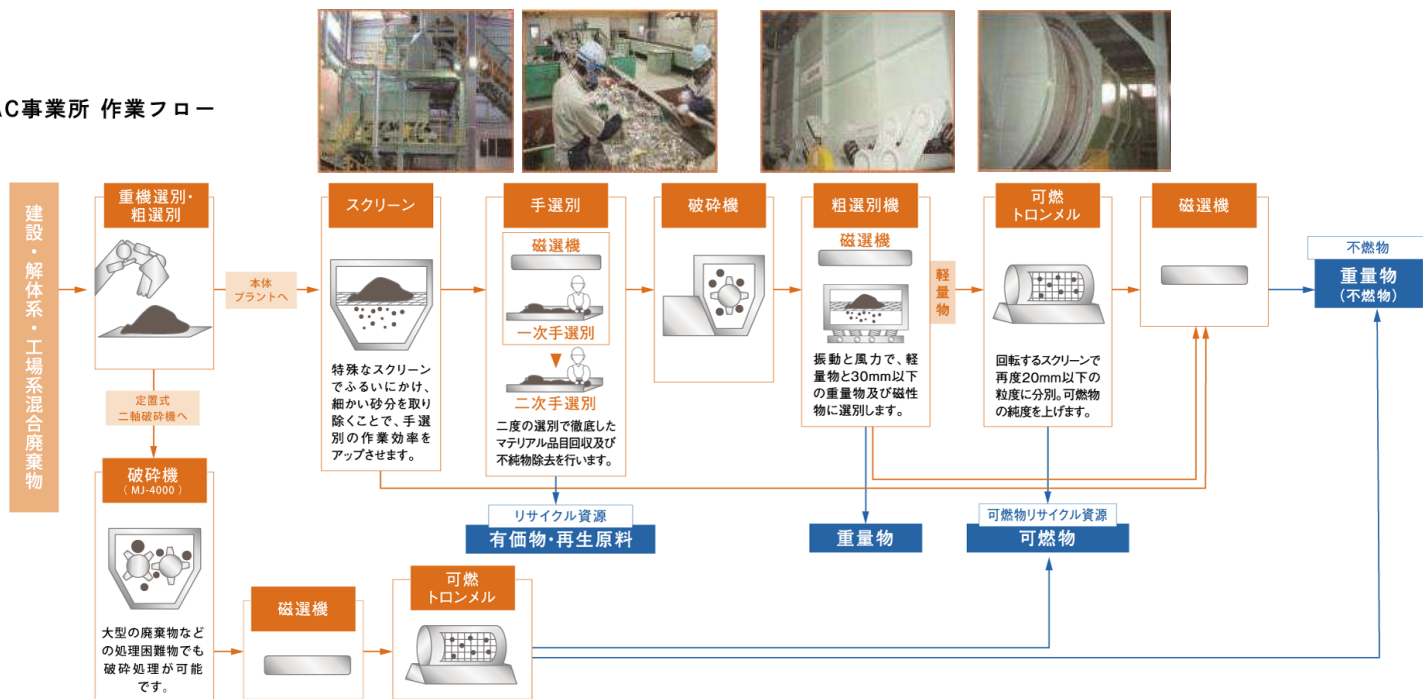 AC事業所 作業フロー
建設・解体系・工場系混合廃棄物
重機選別・
粗選別
本体
プラントへ
定置式
二軸破砕機へ
スクリーン
特殊なスクリーン
でふるいにかけ、
細かい砂分を取り
除くことで、手選
別の作業効率を
アップさせます。
手選別
磁選機
一次手選別
二次手選別
二度の選別で徹底した
マテリアル品目回収及び
不純物除去を行います。
破砕機
粗選別機
磁選機
振動と風力で、軽
量物と30mm以下
の重量物及び磁性
物に選別します。
軽量物
可燃
トロンメル
回転するスクリーンで
再度20mm以下の
粒度に分別。可燃物
の純度を上げます。
磁選機
不燃物
重量物
（不燃物）
リサイクル資源
有価物・再生原料
重量物
可燃物リサイクル資源
可燃物
破砕機
（MJ-4000）
大型の廃棄物など
の処理困難物でも
破砕処理が可能
です。
磁選機
可燃
トロンメル